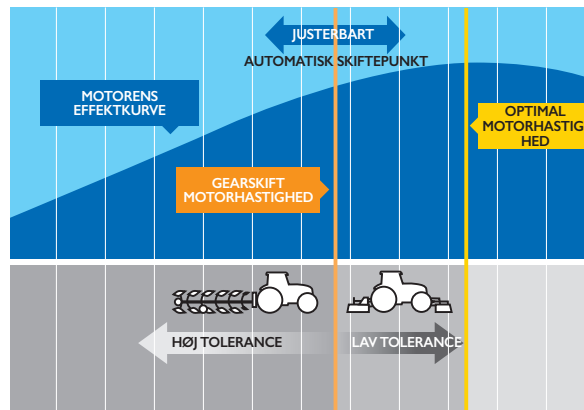 JUSTERBART
AUTOMATISK SKIFTEPUNKT
MOTORENS
EFFEKTKURVE
OPTIMAL
MOTORHASTIG
HED
GEARSKIFT
MOTORHASTIGHED
HØJ TOLERANCE
LAV TOLERANCE